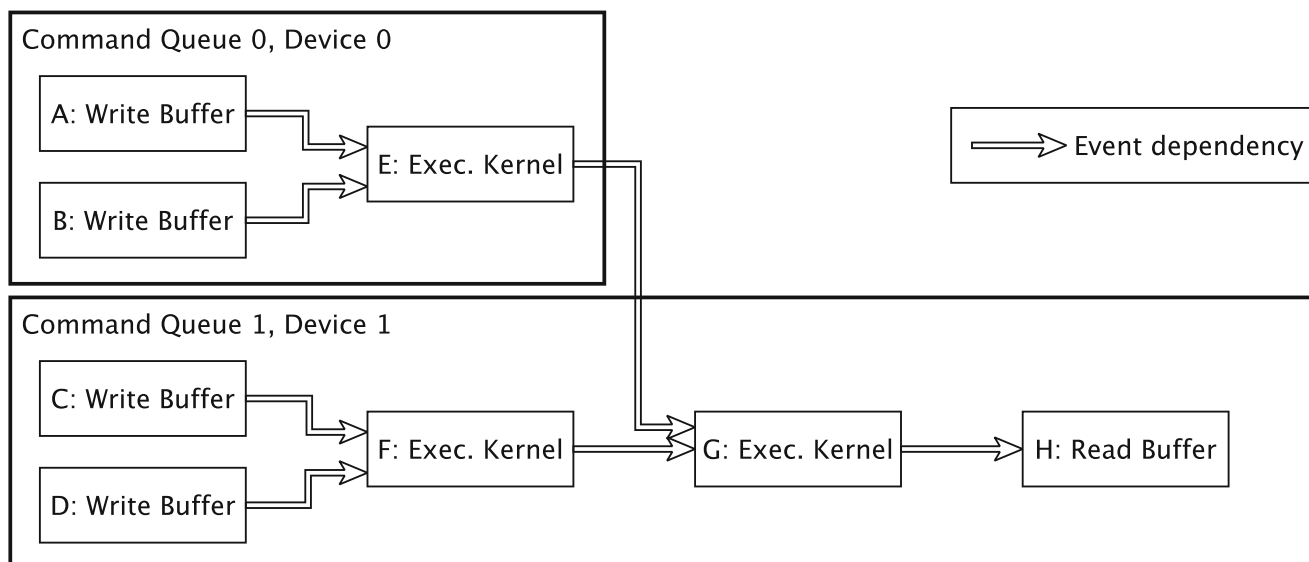 Command Queue 0, Device 0
A: Write Buffer
B: Write Buffer
E: Exec. Kernel
Event dependency
Command Queue 1, Device 1
C: Write Buffer
D: Write Buffer
F: Exec. Kernel
G: Exec. Kernel
H: Read Buffer